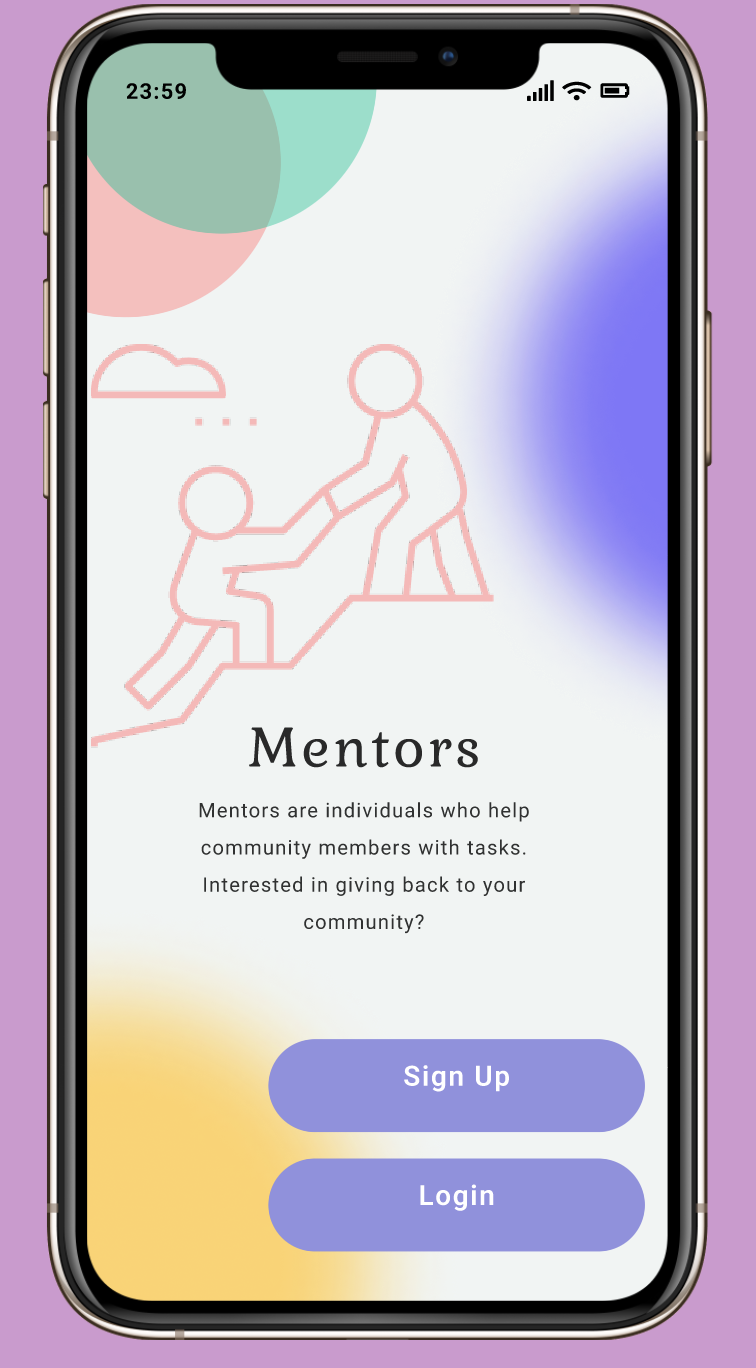 23:59
Mentors
Mentors are individuals who help
community members with tasks.
Interested in giving back to your
community?
Sign Up
Login